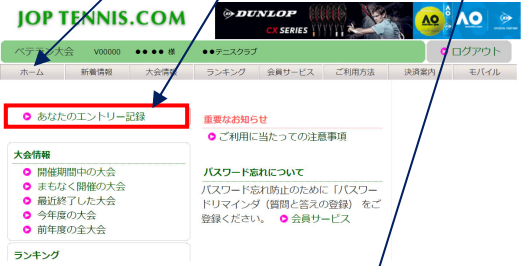 JOP TENNIS.COM
DUNLOP
CX SERIES
AO
AO
ベテラン大会 V00000 ●●●● 様 ●●テニスクラブ ログアウト
ホーム 新着情報 大会情報 ランキング 会員サービス ご利用方法 決済案内 モバイル
あなたのエントリー記録
重要なお知らせ
ご利用に当たっての注意事項
大会情報
開催期間中の大会
まもなく開催の大会
最近終了した大会
今年度の大会
前年度の全大会
パスワード忘れについて
パスワード忘れ防止のために「パスワー
ドリマインダ（質問と答えの登録） をご
登録ください。 会員サービス
ランキング